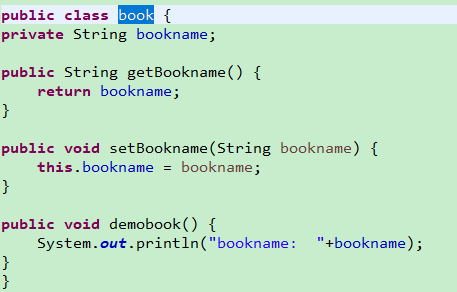 public class book {
private String bookname;
public String getBookname() {
    return bookname;
}
public void setBookname(String bookname) {
    this.bookname = bookname;
}
public void demobook() {
    System.out.println("bookname:  "+bookname);
}
}